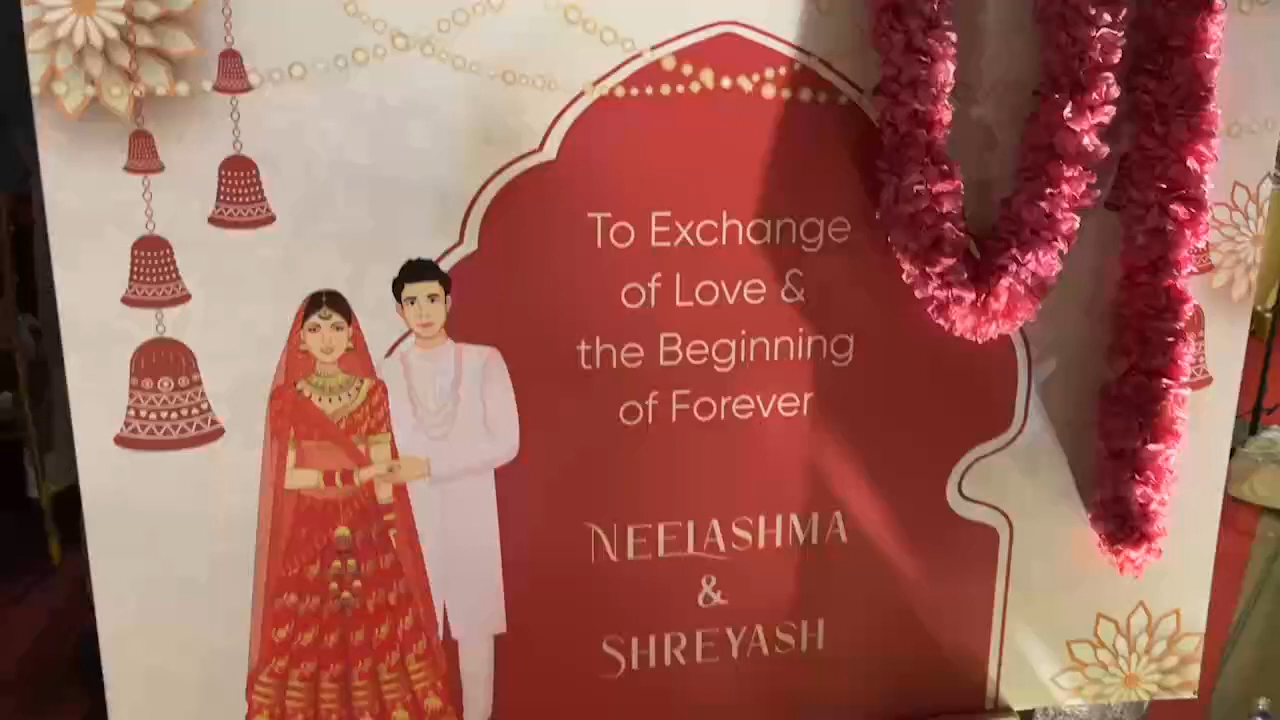 To Exchange
of Love &
the Beginning
of Forever
NEELASHMA
&
SHREYASH